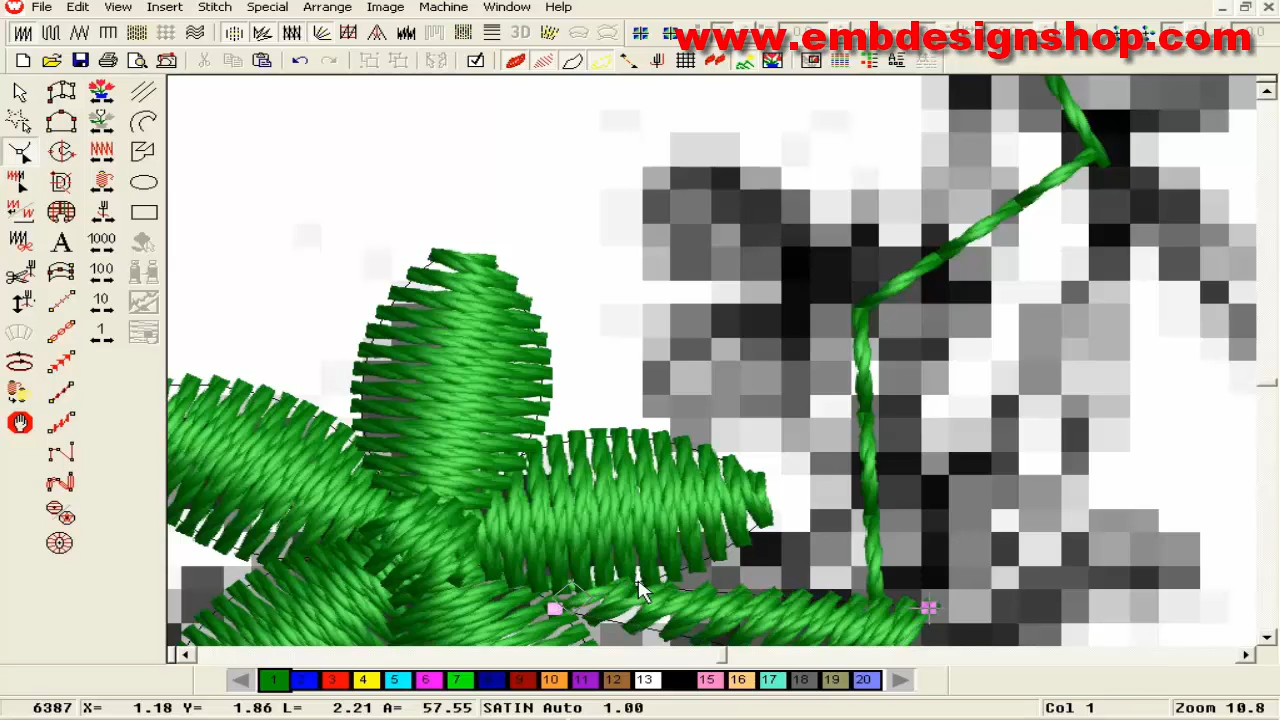 File Edit View Insert Stitch Special Arrange Image Machine Window Help
www.embdesignshop.com
3D
A 1000
100
10
1
1 2 3 4 5 6 7 8 9 10 11 12 13 15 16 17 18 19 20
6387 X= 1.18 Y= 1.86 L= 2.21 A= 57.55 SATIN Auto 1.00 Col 1 Zoom 10.8